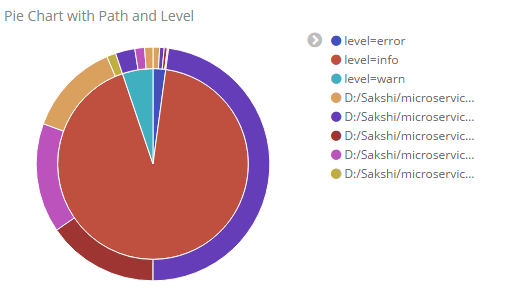 Pie Chart with Path and Level
level=error
level=info
level=warn
D:/Sakshi/microservic...
D:/Sakshi/microservic...
D:/Sakshi/microservic...
D:/Sakshi/microservic...
D:/Sakshi/microservic...